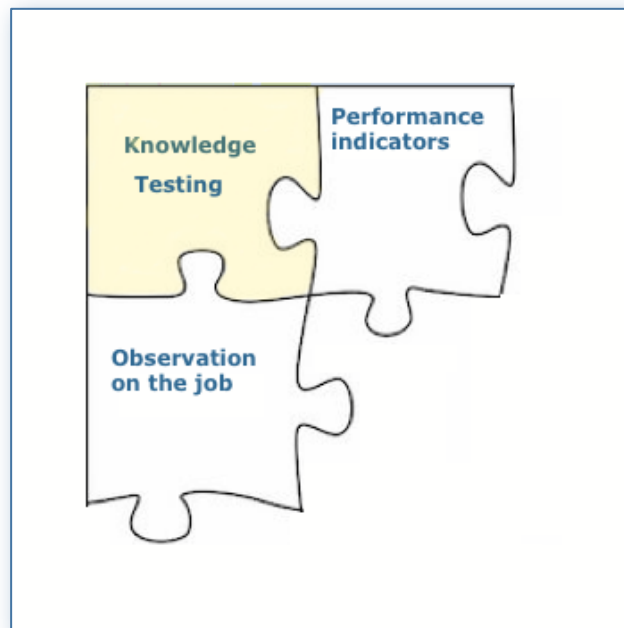 Knowledge
Testing
Performance
indicators
Observation
on the job